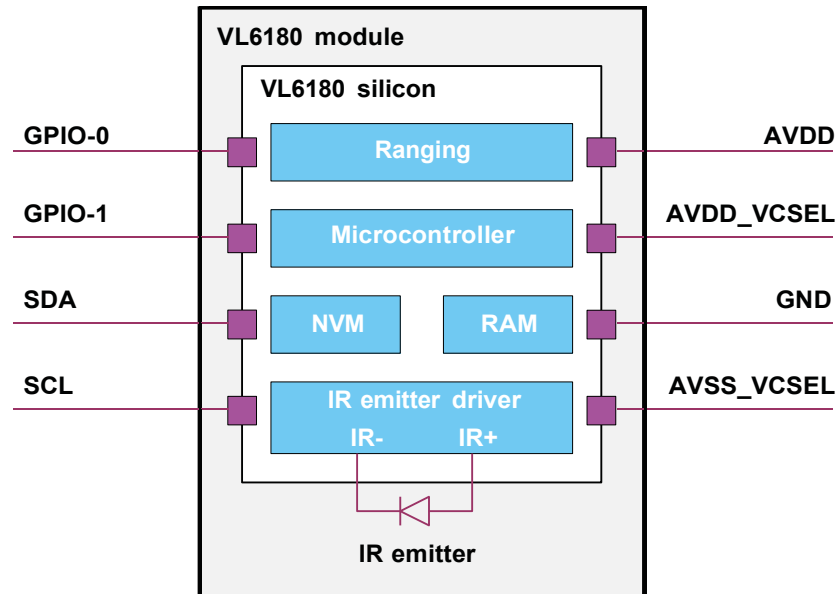 VL6180 module
VL6180 silicon
GPIO-0
Ranging
AVDD
GPIO-1
Microcontroller
AVDD_VCSEL
SDA
NVM
RAM
GND
SCL
IR emitter driver
AVSS_VCSEL
IR-
IR+
IR emitter